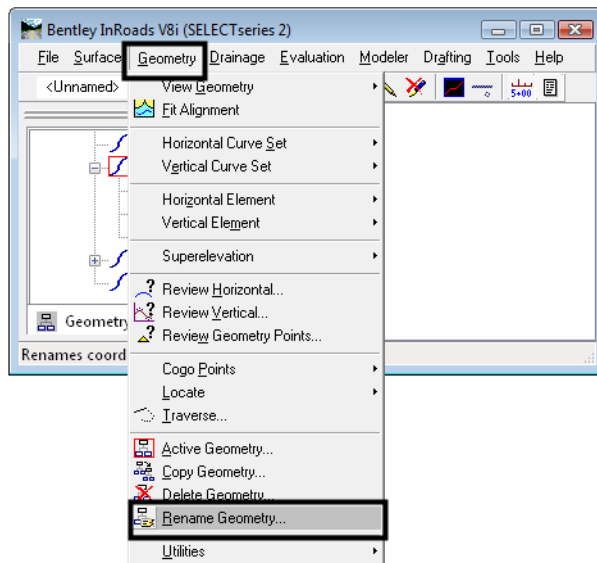 Bentley InRoads V8i (SELECTseries 2)
File Surface Geometry Drainage Evaluation Modeler Drafting Tools Help
<Unnamed>
View Geometry
5+00
Fit Alignment
Horizontal Curve Set
Vertical Curve Set
Horizontal Element
Vertical Element
Superelevation
Review Horizontal...
Review Vertical...
Geometry
Review Geometry Points...
Renames coord
Cogo Points
Locate
Traverse...
Active Geometry...
Copy Geometry...
Delete Geometry...
Rename Geometry...
Utilities